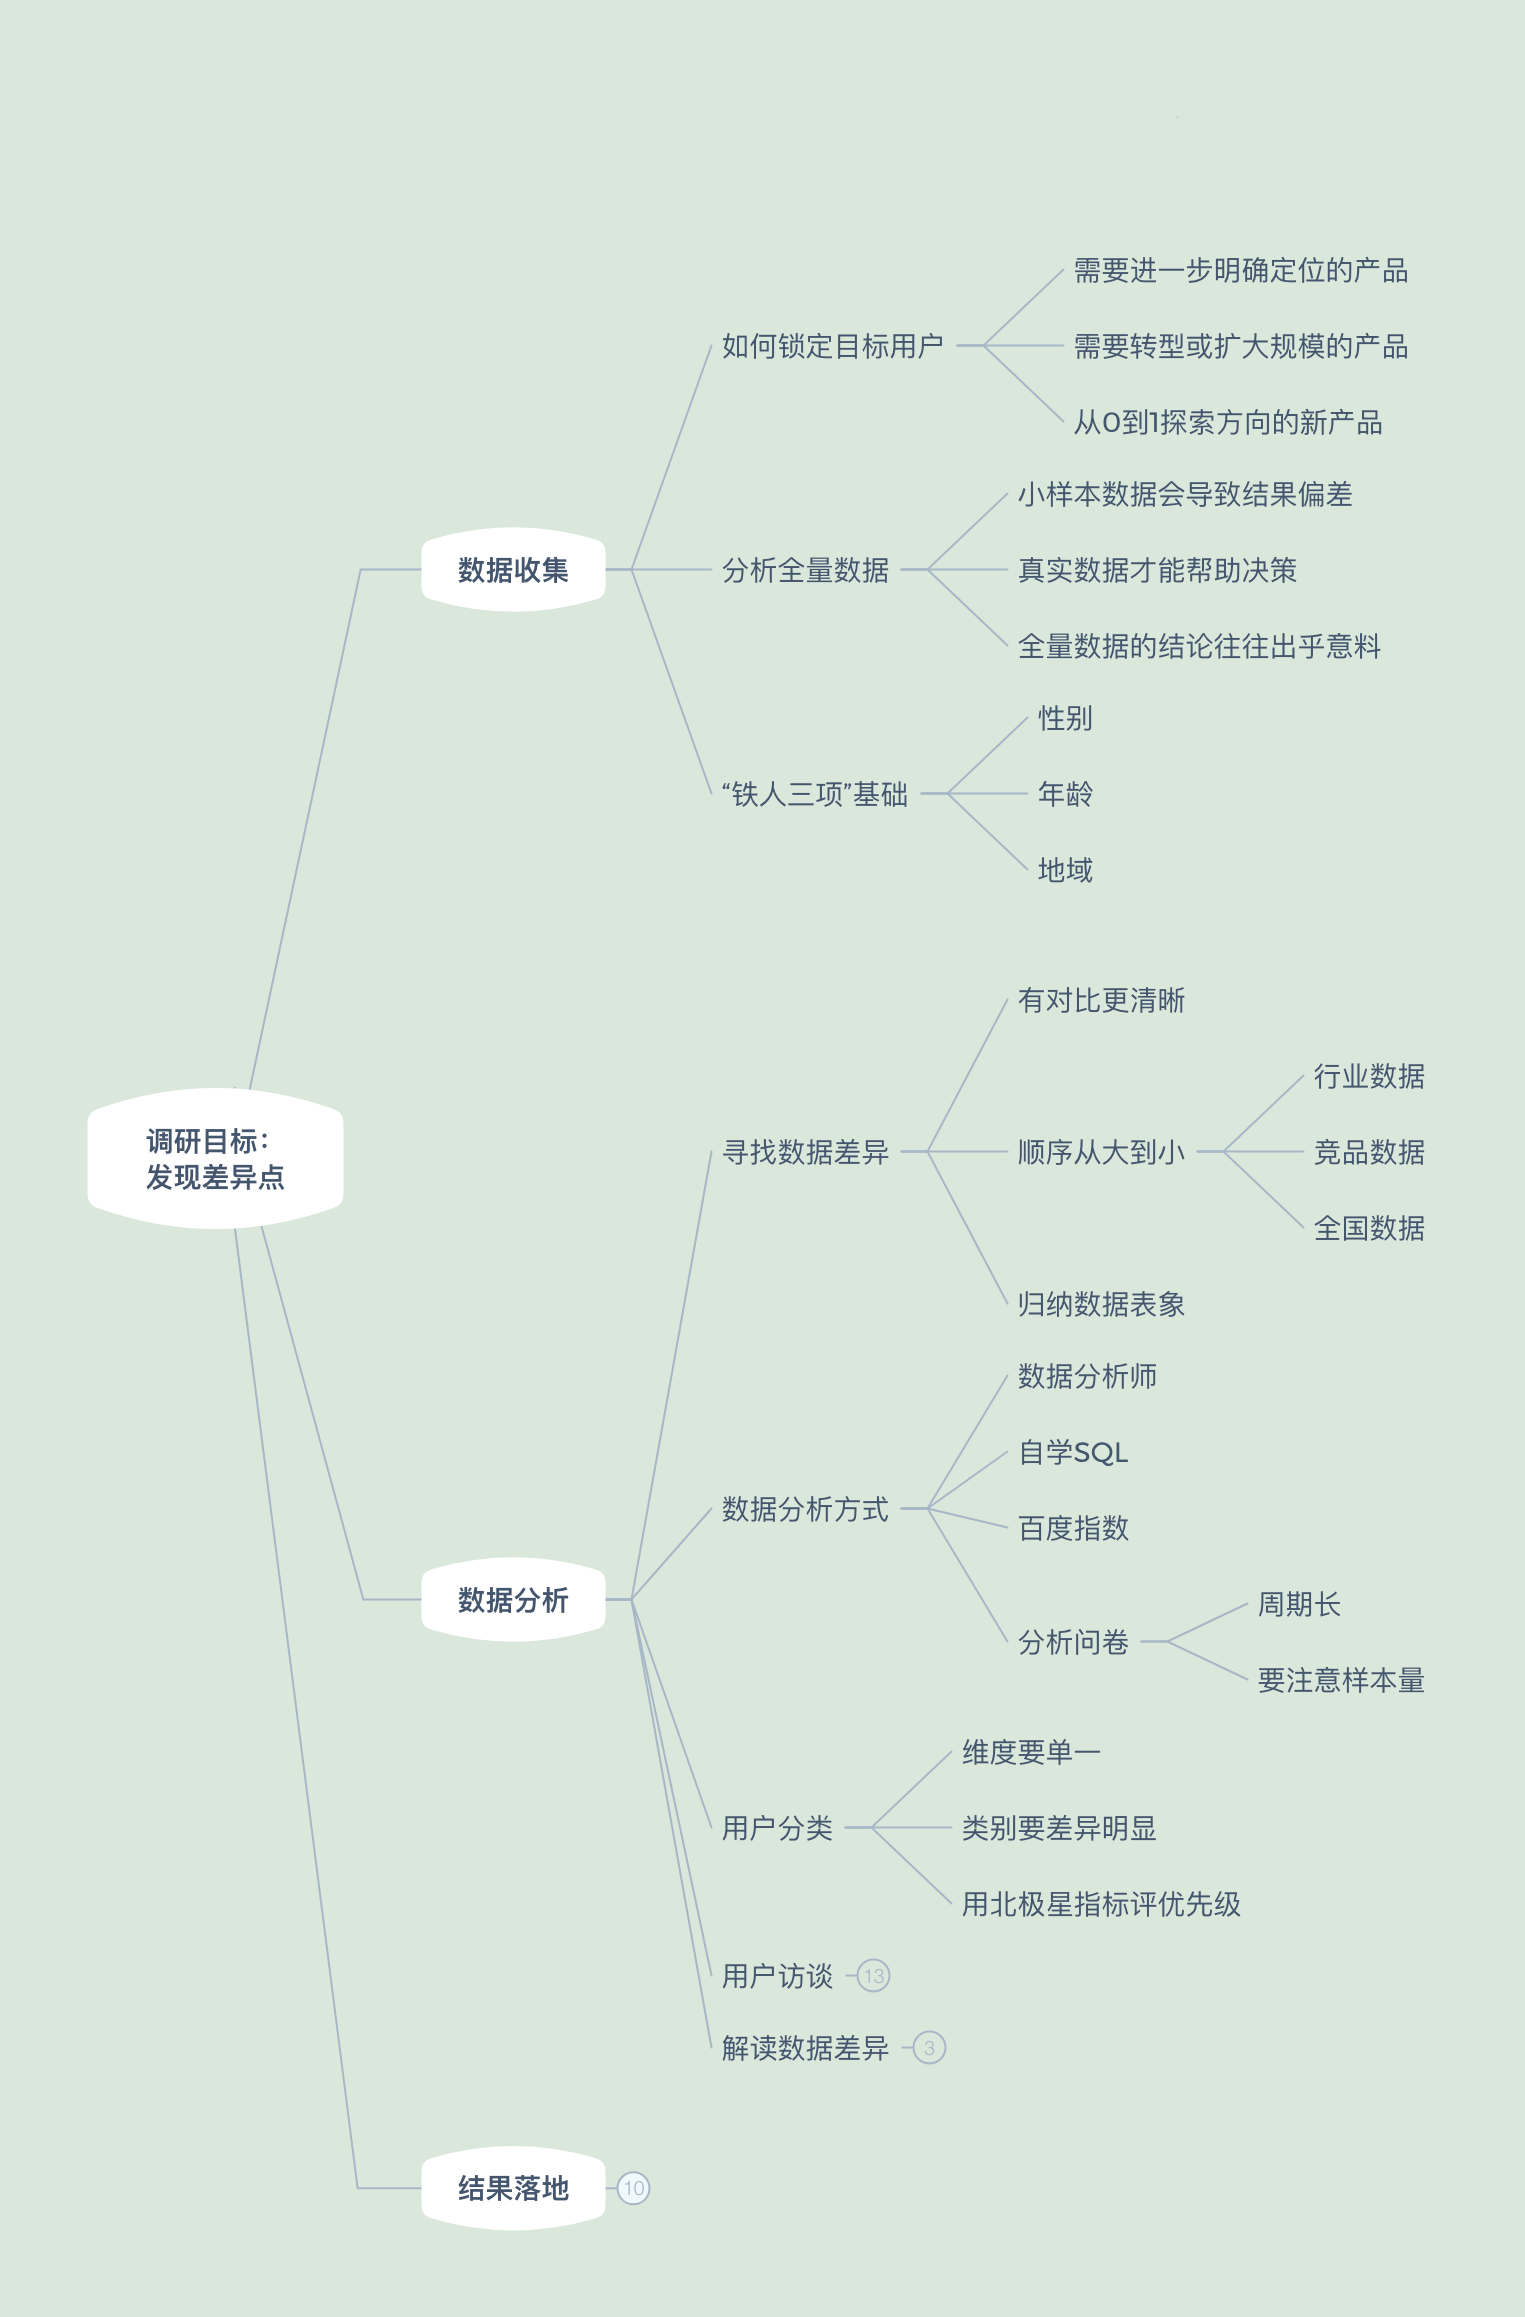 调研目标：
发现差异点
数据收集
如何锁定目标用户
需要进一步明确定位的产品
需要转型或扩大规模的产品
从0到1探索方向的新产品
分析全量数据
小样本数据会导致结果偏差
真实数据才能帮助决策
全量数据的结论往往出乎意料
“铁人三项”基础
性别
年龄
地域
数据分析
寻找数据差异
有对比更清晰
顺序从大到小
行业数据
竞品数据
全国数据
归纳数据表象
数据分析方式
数据分析师
自学SQL
百度指数
分析问卷
周期长
要注意样本量
用户分类
维度要单一
类别要差异明显
用北极星指标评优先级
用户访谈 13
解读数据差异 3
结果落地 10